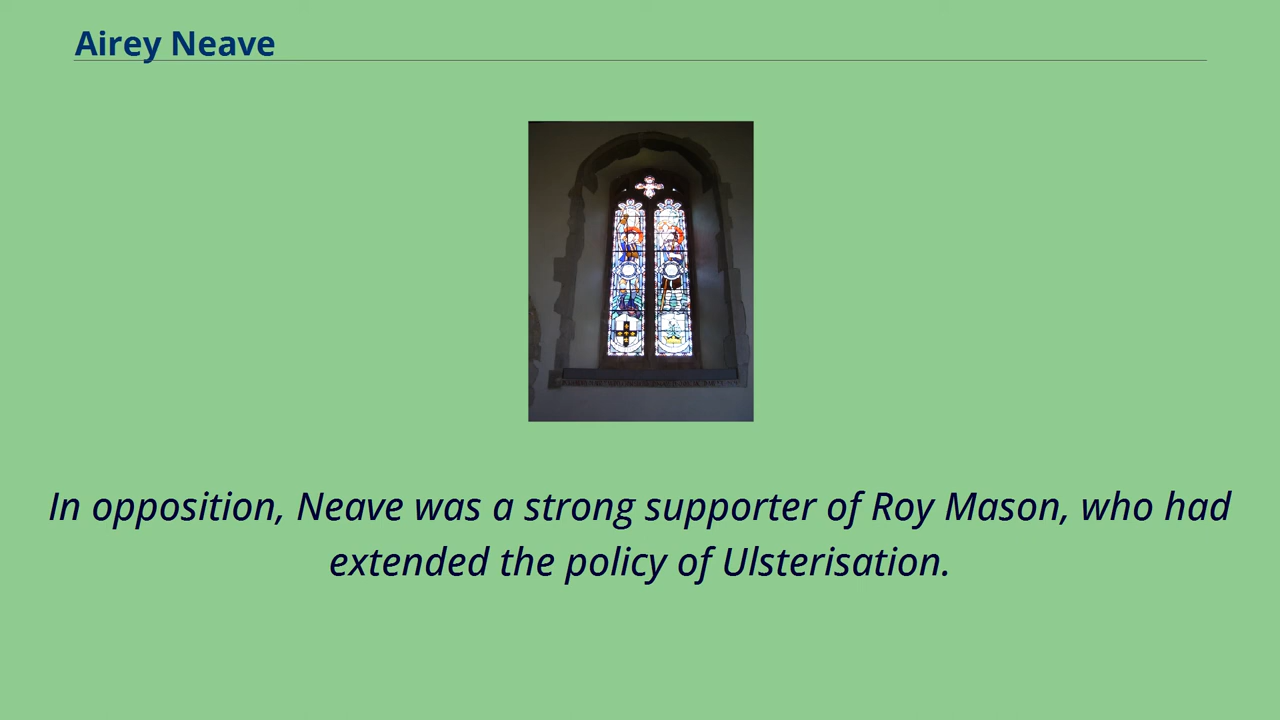 Airey Neave
In opposition, Neave was a strong supporter of Roy Mason, who had
extended the policy of Ulsterisation.